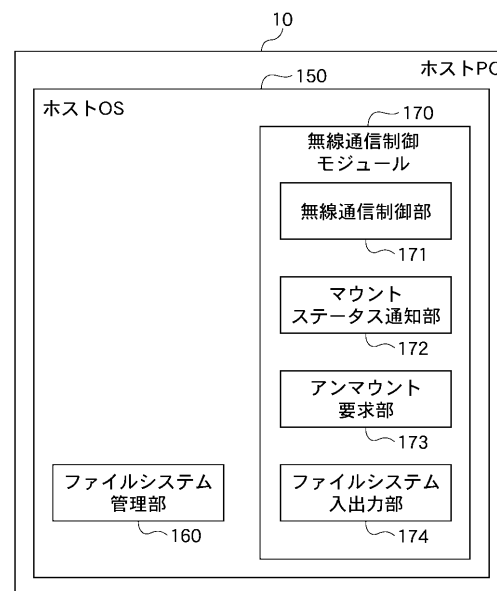 10
ホストPC
150
ホストOS
170
無線通信制御
モジュール
無線通信制御部
171
マウント
ステータス通知部
172
アンマウント
要求部
173
ファイルシステム
管理部
160
ファイルシステム
入出力部
174